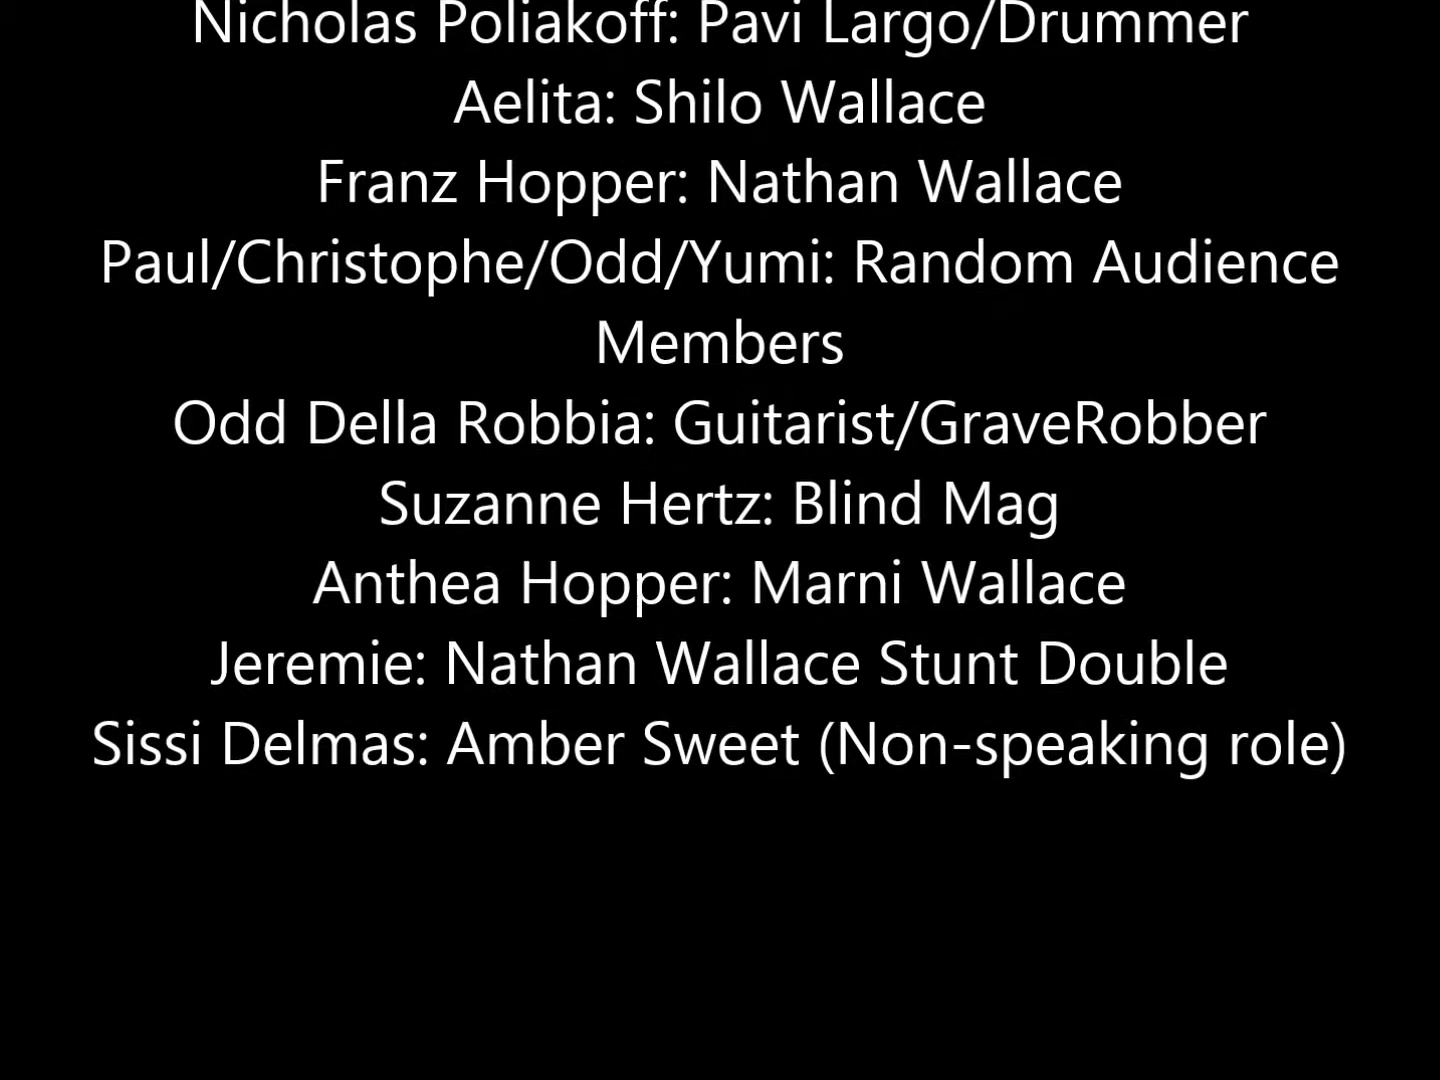 Nicholas Poliakoff: Pavi Largo/Drummer
Aelita: Shilo Wallace
Franz Hopper: Nathan Wallace
Paul/Christophe/Odd/Yumi: Random Audience
Members
Odd Della Robbia: Guitarist/GraveRobber
Suzanne Hertz: Blind Mag
Anthea Hopper: Marni Wallace
Jeremie: Nathan Wallace Stunt Double
Sissi Delmas: Amber Sweet (Non-speaking role)